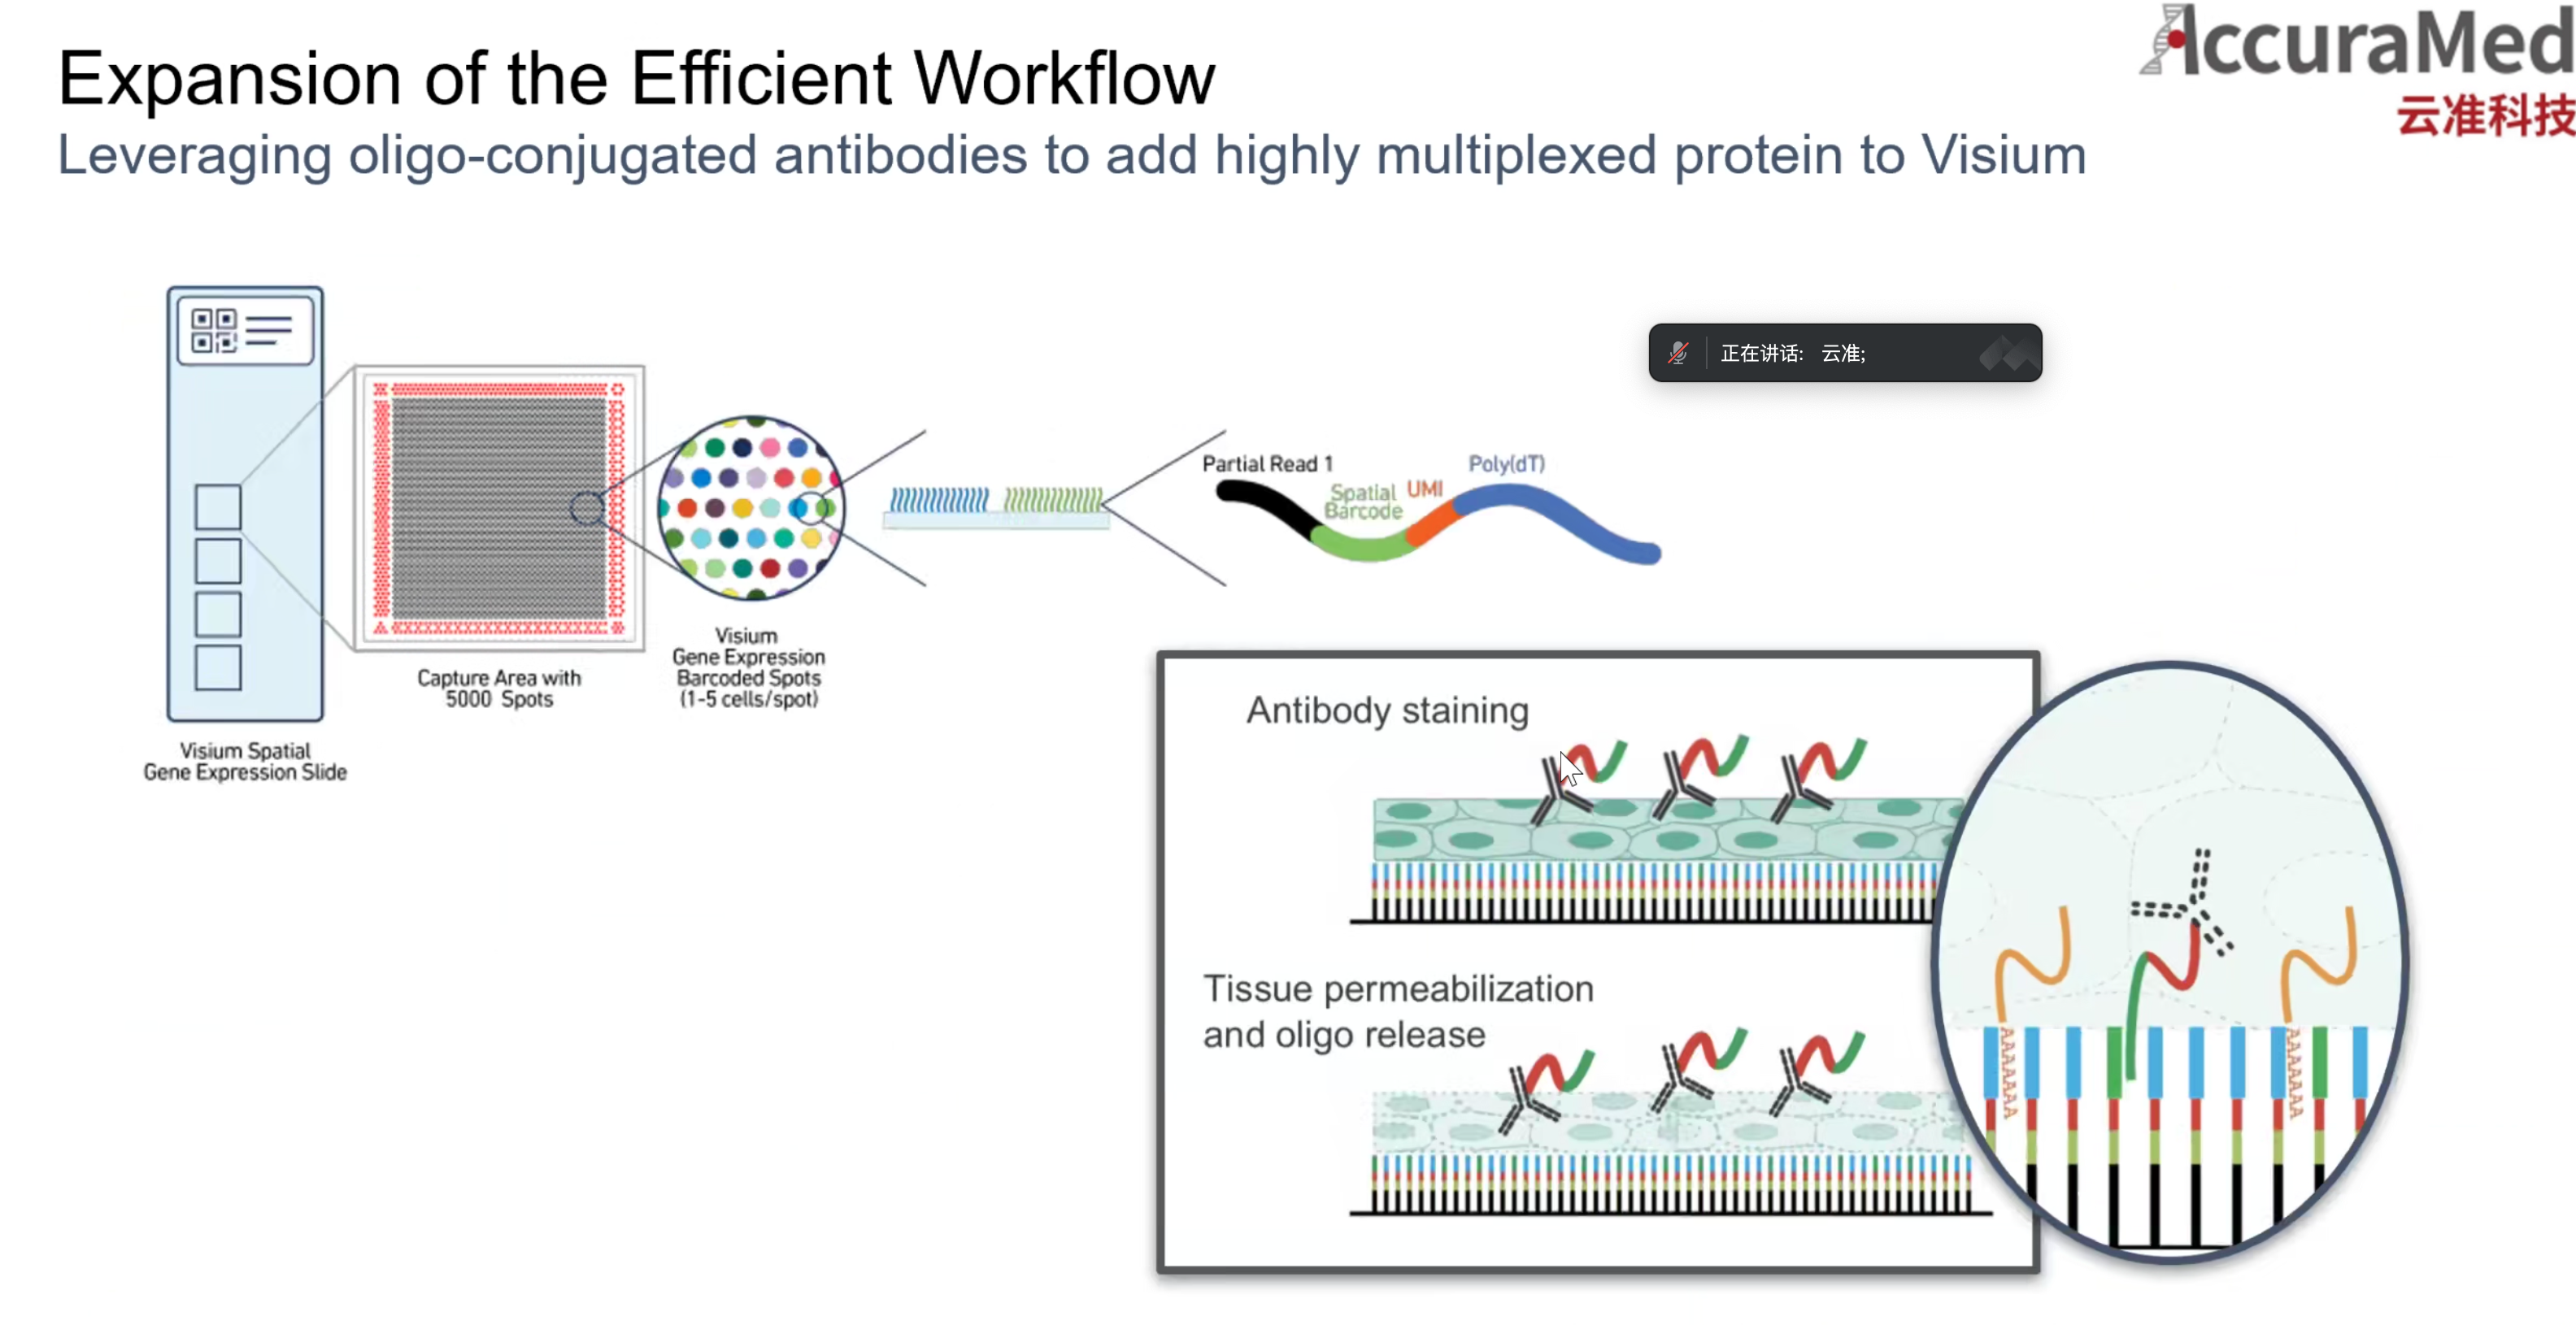 Expansion of the Efficient Workflow
Leveraging oligo-conjugated antibodies to add highly multiplexed protein to Visium
AccuraMed
云准科技
正在讲话: 云准;
Partial Read 1
Spatial
Barcode
UMI
Poly(dT)
Visium
Gene Expression
Barcoded Spots
(1-5 cells/spot)
Capture Area with
5000 Spots
Visium Spatial
Gene Expression Slide
Antibody staining
Tissue permeabilization
and oligo release
AAAAAAA
AAAAAAA